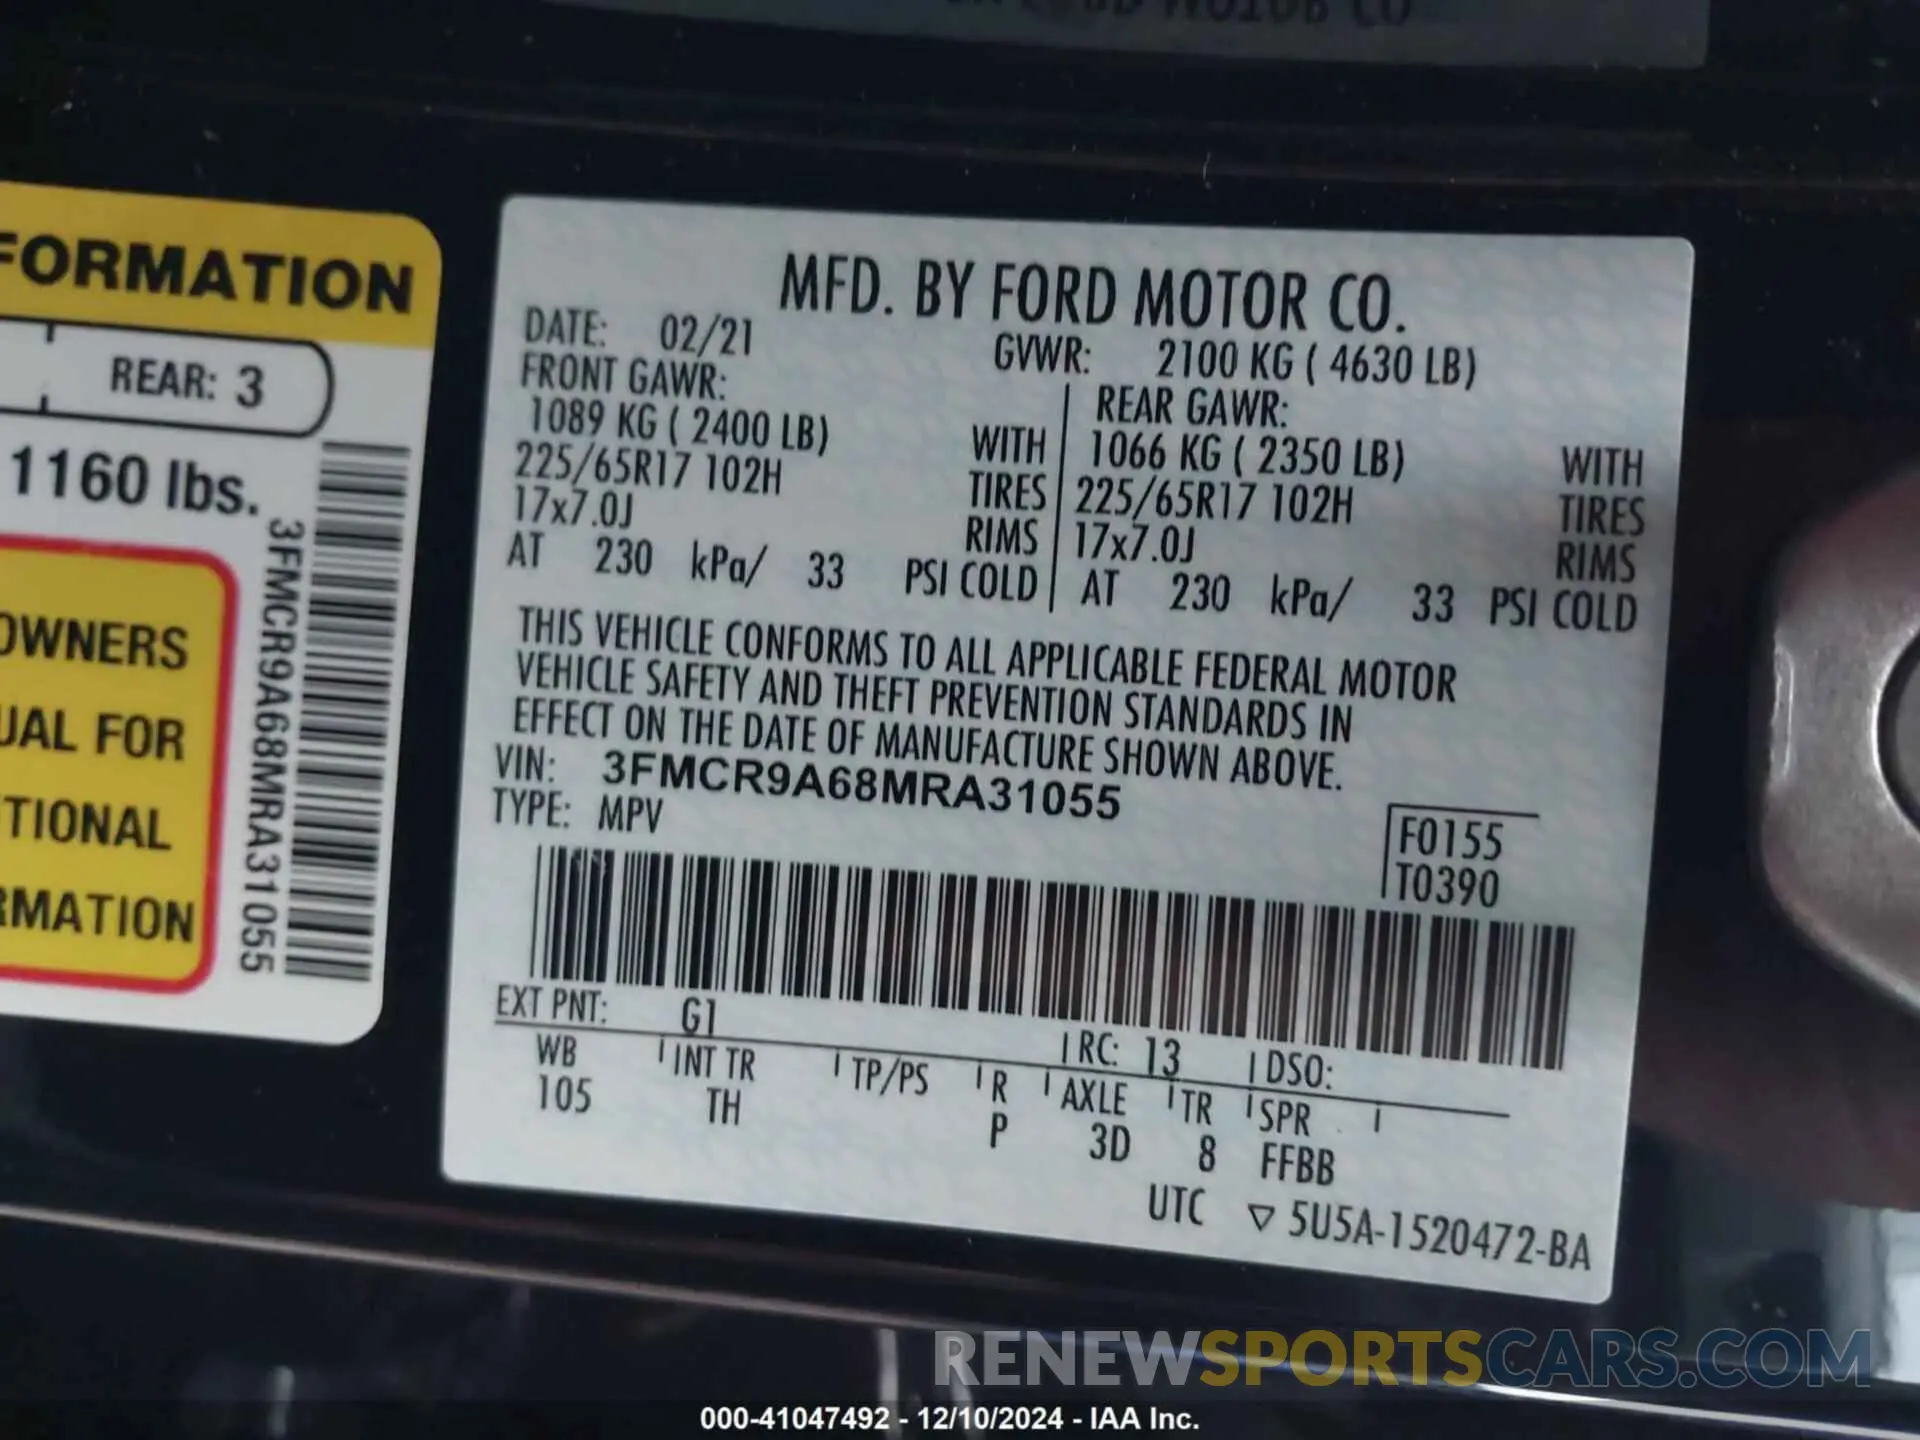 MOTOR CO
FORMATION
REAR: 3
1160 lbs.
OWNERS
UAL FOR
TIONAL
RMATION
3FMCR9A68MRA31055
MFD. BY FORD MOTOR CO.
DATE: 02/21 GVWR: 2100 KG ( 4630 LB)
FRONT GAWR: REAR GAWR:
1089 KG ( 2400 LB) WITH 1066 KG ( 2350 LB) WITH
225/65R17 102H TIRES 225/65R17 102H TIRES
17x7.0J RIMS 17x7.0J RIMS
AT 230 kPa/ 33 PSI COLD AT 230 kPa/ 33 PSI COLD
THIS VEHICLE CONFORMS TO ALL APPLICABLE FEDERAL MOTOR
VEHICLE SAFETY AND THEFT PREVENTION STANDARDS IN
EFFECT ON THE DATE OF MANUFACTURE SHOWN ABOVE.
VIN: 3FMCR9A68MRA31055
TYPE: MPV
F0155
T0390
EXT PNT: G1 RC: 13 DSO:
WB INT TR TP/PS R AXLE TR SPR
105 TH P 3D 8 FFBB
UTC ▽ 5U5A-1520472-BA
RENEWSPORTSCARS.COM
000-41047492 - 12/10/2024 - IAA Inc.